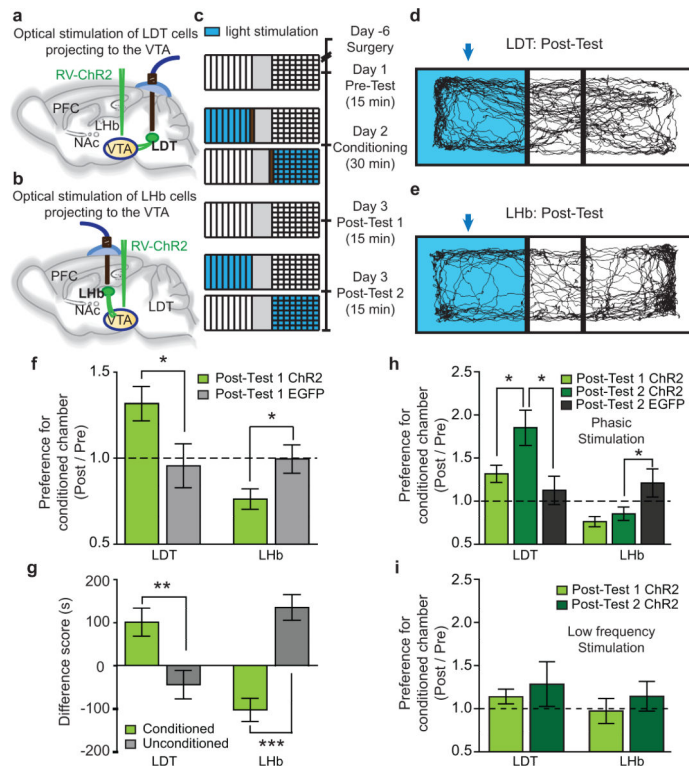 a
Optical stimulation of LDT cells
projecting to the VTA
RV-ChR2
PFC
LHb
NAc
VTA
LDT
b
Optical stimulation of LHb cells
projecting to the VTA
RV-ChR2
PFC
LHb
NAc
VTA
LDT
c
light stimulation
Day -6
Surgery
Day 1
Pre-Test
(15 min)
Day 2
Conditioning
(30 min)
Day 3
Post-Test 1
(15 min)
Day 3
Post-Test 2
(15 min)
d
LDT: Post-Test
e
LHb: Post-Test
f
Preference for
conditioned chamber
(Post / Pre)
1.5
1.0
0.5
Post-Test 1 ChR2
Post-Test 1 EGFP
*
*
LDT
LHb
g
Difference score (s)
200
100
0
-100
-200
**
***
Conditioned
Unconditioned
LDT
LHb
h
Preference for
conditioned chamber
(Post / Pre)
2.5
2.0
1.5
1.0
0.5
Post-Test 1 ChR2
Post-Test 2 ChR2
Post-Test 2 EGFP
Phasic
Stimulation
*
*
*
LDT
LHb
i
Preference for
conditioned chamber
(Post / Pre)
2.5
2.0
1.5
1.0
0.5
Post-Test 1 ChR2
Post-Test 2 ChR2
Low frequency
Stimulation
LDT
LHb